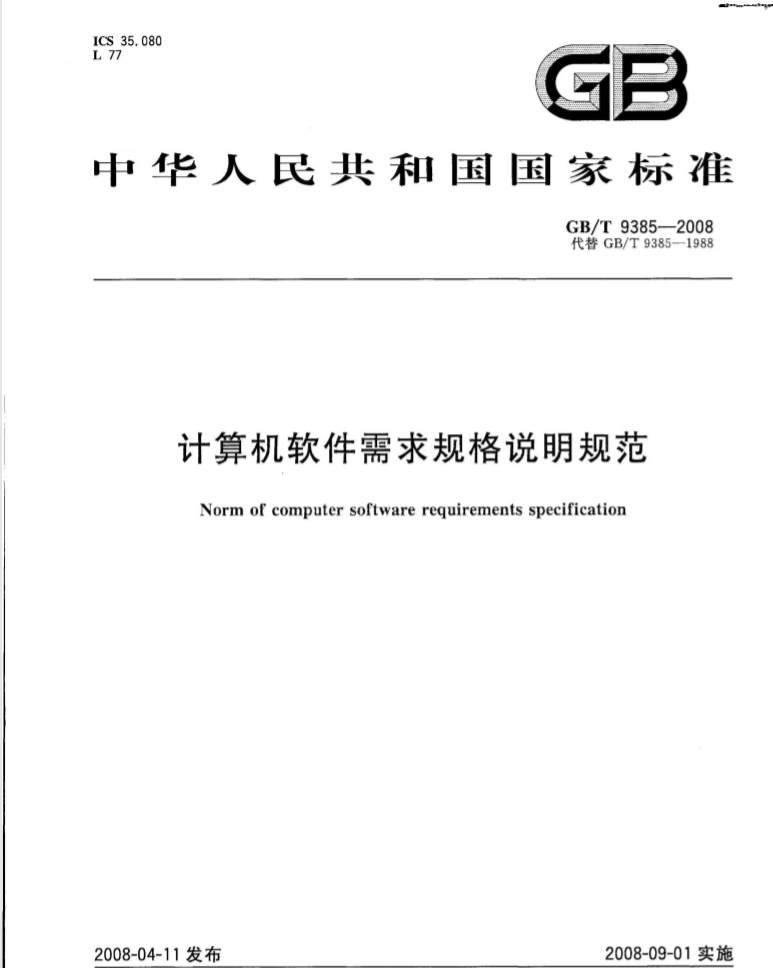 ICS 35.080
L 77
GB
中华人民共和国国家标准
GB/T 9385—2008
代替 GB/T 9385—1988
计算机软件需求规格说明规范
Norm of computer software requirements specification
2008-04-11 发布
2008-09-01 实施